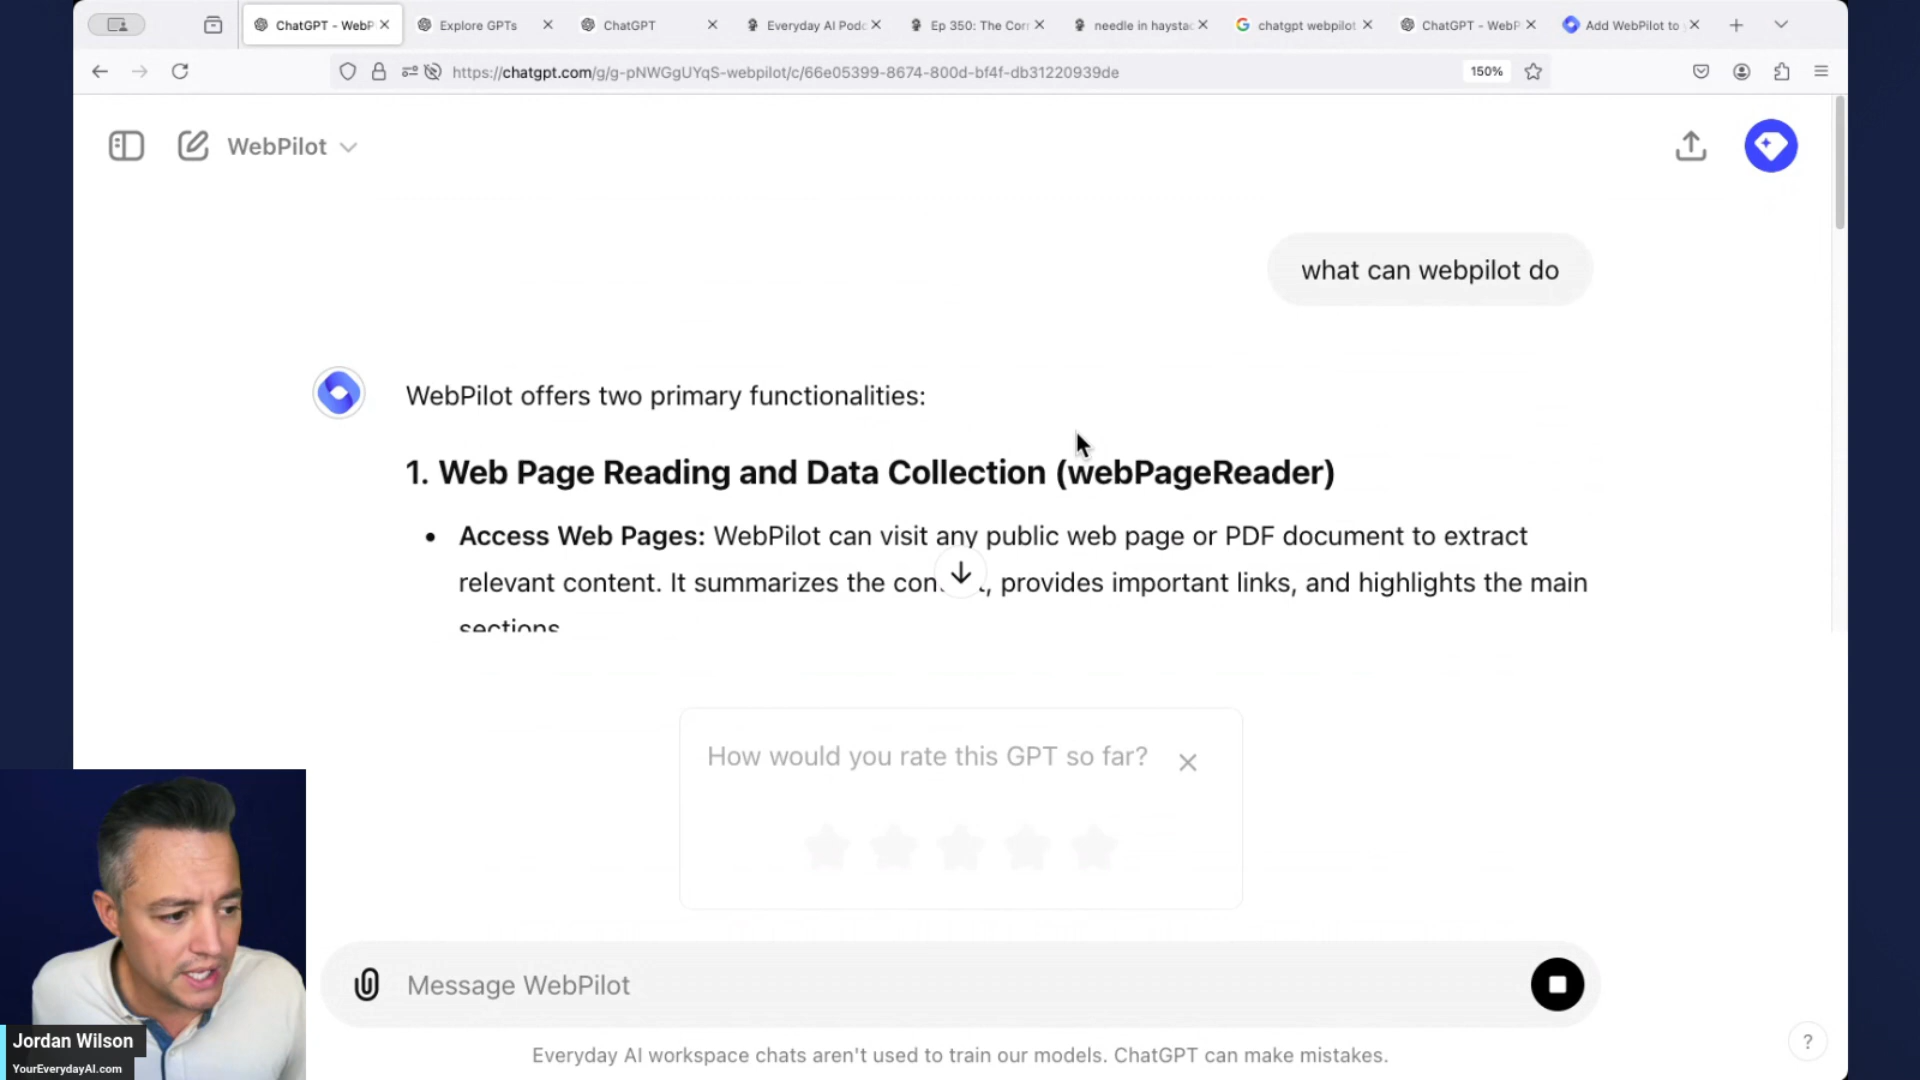 ChatGPT - WebP
Explore GPTs
ChatGPT
Everyday AI Podc
Ep 350: The Corr
needle in haystac
chatgpt webpilot
ChatGPT - WebP
Add WebPilot to
https://chatgpt.com/g/g-pNWGgUYqS-webpilot/c/66e05399-8674-800d-bf4f-db31220939de
150%
WebPilot
what can webpilot do
WebPilot offers two primary functionalities:
1. Web Page Reading and Data Collection (webPageReader)
• Access Web Pages: WebPilot can visit any public web page or PDF document to extract
relevant content. It summarizes the con , provides important links, and highlights the main
sections
How would you rate this GPT so far?
Message WebPilot
Jordan Wilson
YourEverydayAI.com
Everyday AI workspace chats aren't used to train our models. ChatGPT can make mistakes.
?